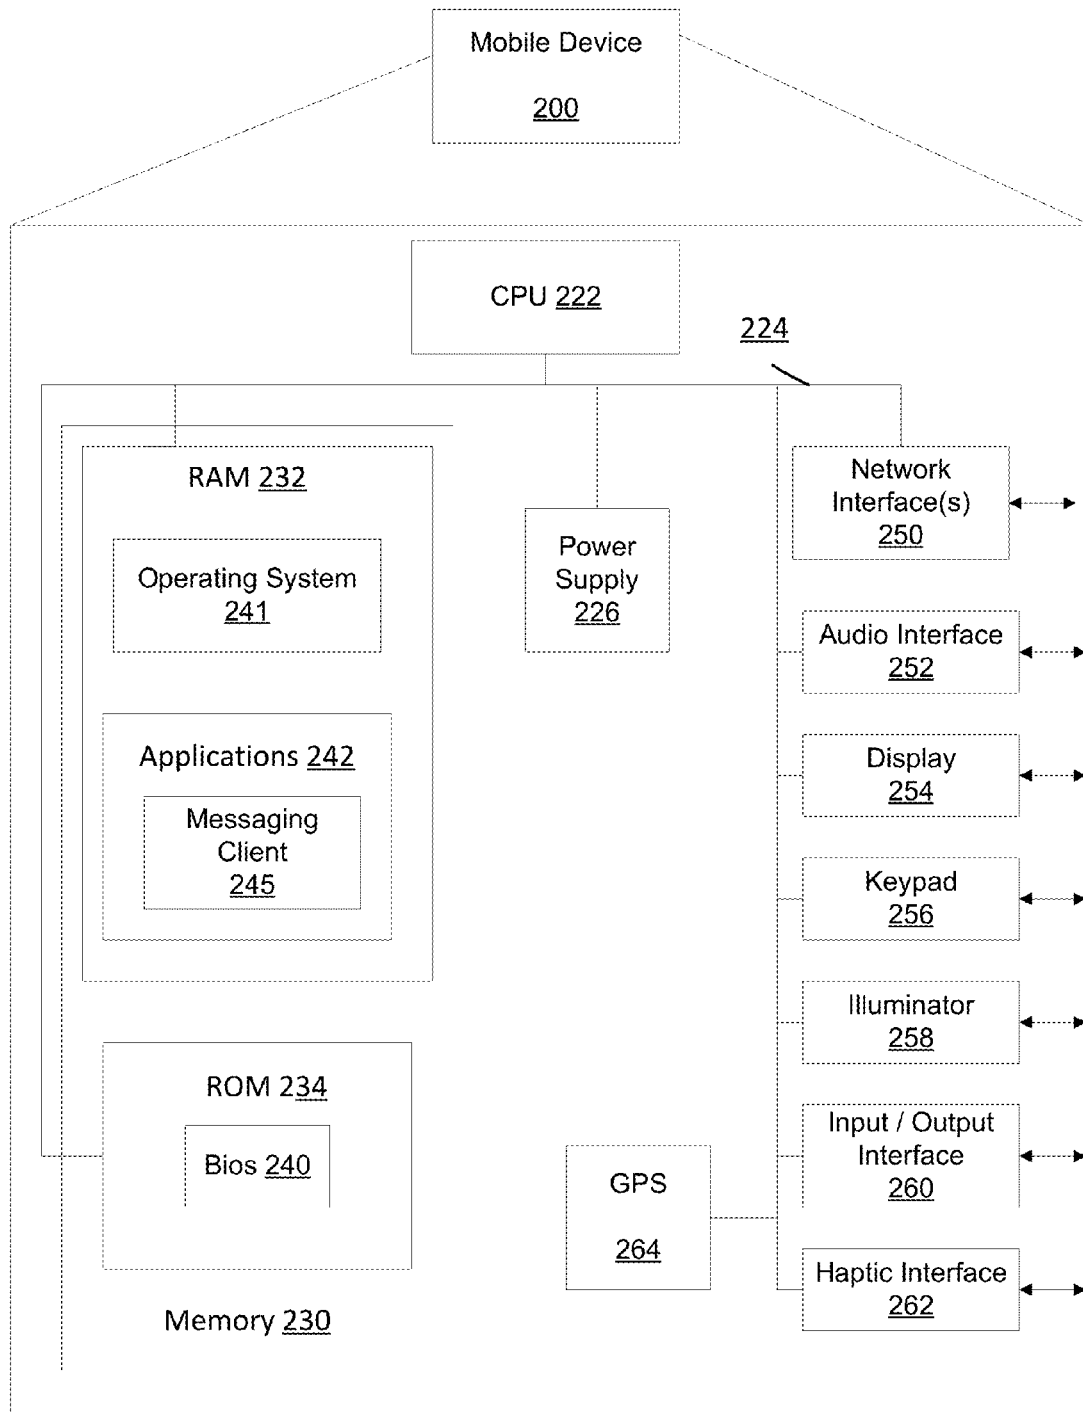 Mobile Device
200
CPU 222
224
RAM 232
Operating System
241
Applications 242
Messaging
Client
245
ROM 234
Bios 240
Memory 230
Power
Supply
226
GPS
264
Network
Interface(s)
250
Audio Interface
252
Display
254
Keypad
256
Illuminator
258
Input / Output
Interface
260
Haptic Interface
262